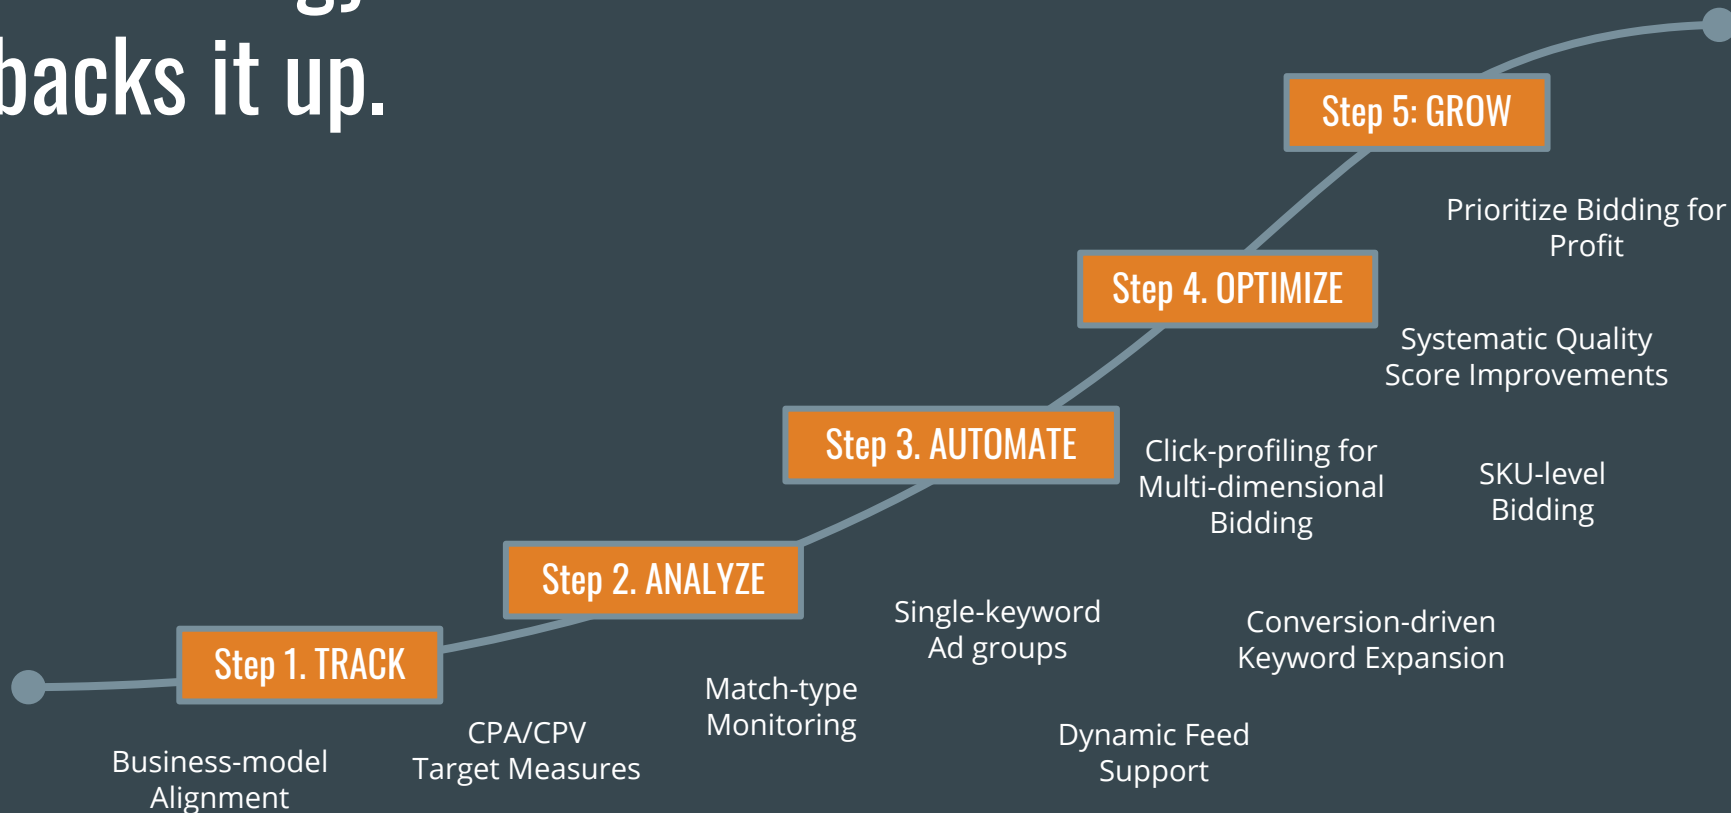 backs it up.
Step 5: GROW
Prioritize Bidding for
Profit
Step 4. OPTIMIZE
Systematic Quality
Score Improvements
Step 3. AUTOMATE
Click-profiling for
Multi-dimensional
Bidding
SKU-level
Bidding
Step 2. ANALYZE
Single-keyword
Ad groups
Conversion-driven
Keyword Expansion
Step 1. TRACK
Match-type
Monitoring
CPA/CPV
Target Measures
Dynamic Feed
Support
Business-model
Alignment